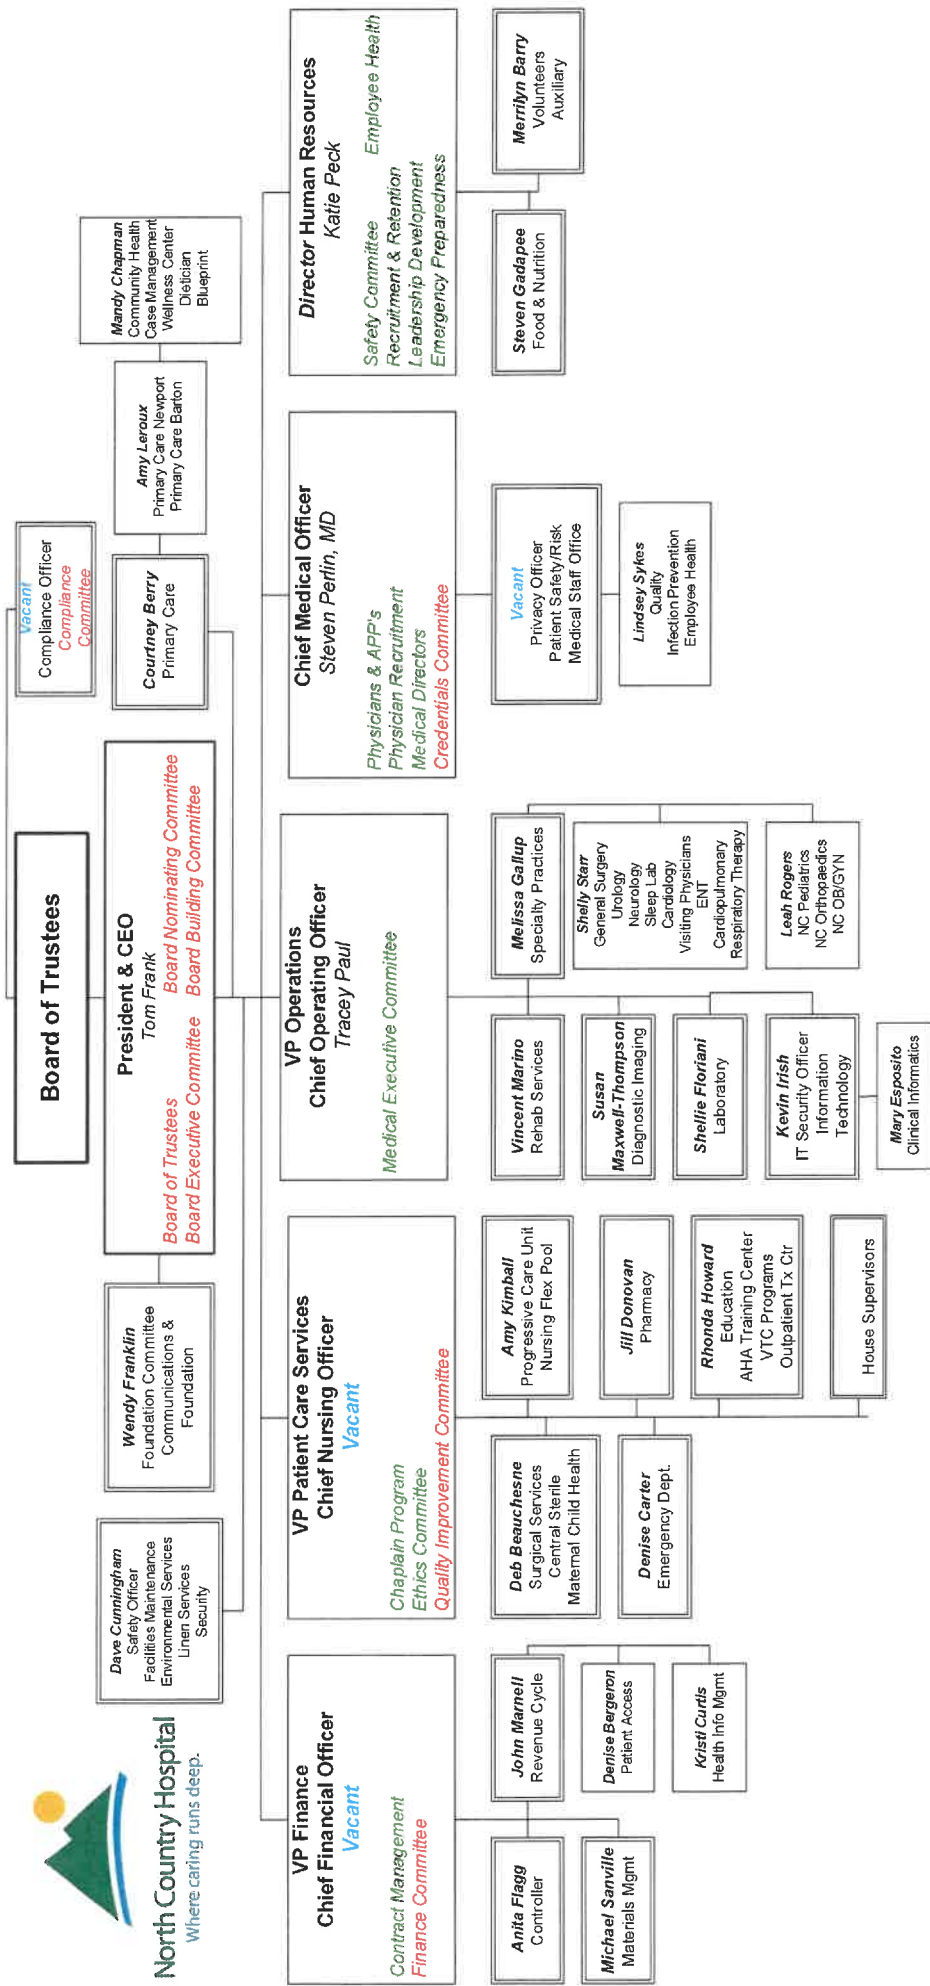 North Country Hospital
Where caring runs deep.
Board of Trustees
Vacant
Compliance Officer
Compliance
Committee
President & CEO
Tom Frank
Board of Trustees Board Nominating Committee
Board Executive Committee Board Building Committee
Dave Cunningham
Safety Officer
Facilities Maintenance
Environmental Services
Linen Services
Security
Wendy Franklin
Foundation Committee
Communications &
Foundation
Courtney Berry
Primary Care
Amy Leroux
Primary Care Newport
Primary Care Barton
Mandy Chapman
Community Health
Case Management
Wellness Center
Dietician
Blueprint
VP Finance
Chief Financial Officer
Vacant
Contract Management
Finance Committee
Anita Flagg
Controller
Michael Sanville
Materials Mgmt
John Marnell
Revenue Cycle
Denise Bergeron
Patient Access
Kristi Curtis
Health Info Mgmt
VP Patient Care Services
Chief Nursing Officer
Vacant
Chaplain Program
Ethics Committee
Quality Improvement Committee
Deb Beauchesne
Surgical Services
Central Sterile
Maternal Child Health
Denise Carter
Emergency Dept.
Amy Kimball
Progressive Care Unit
Nursing Flex Pool
Jill Donovan
Pharmacy
Rhonda Howard
Education
AHA Training Center
VTC Programs
Outpatient Tx Ctr
House Supervisors
VP Operations
Chief Operating Officer
Tracey Paul
Medical Executive Committee
Vincent Marino
Rehab Services
Susan
Maxwell-Thompson
Diagnostic Imaging
Shellie Floriani
Laboratory
Kevin Irish
IT Security Officer
Information
Technology
Mary Esposito
Clinical Informatics
Melissa Gallup
Specialty Practices
Shelly Starr
General Surgery
Urology
Neurology
Sleep Lab
Cardiology
Visiting Physicians
ENT
Cardiopulmonary
Respiratory Therapy
Leah Rogers
NC Pediatrics
NC Orthopaedics
NC OB/GYN
Chief Medical Officer
Steven Perlin, MD
Physicians & APP's
Physician Recruitment
Medical Directors
Credentials Committee
Vacant
Privacy Officer
Patient Safety/Risk
Medical Staff Office
Lindsey Sykes
Quality
Infection Prevention
Employee Health
Director Human Resources
Katie Peck
Safety Committee Employee Health
Recruitment & Retention
Leadership Development
Emergency Preparedness
Steven Gadapee
Food & Nutrition
Merrilyn Barry
Volunteers
Auxiliary